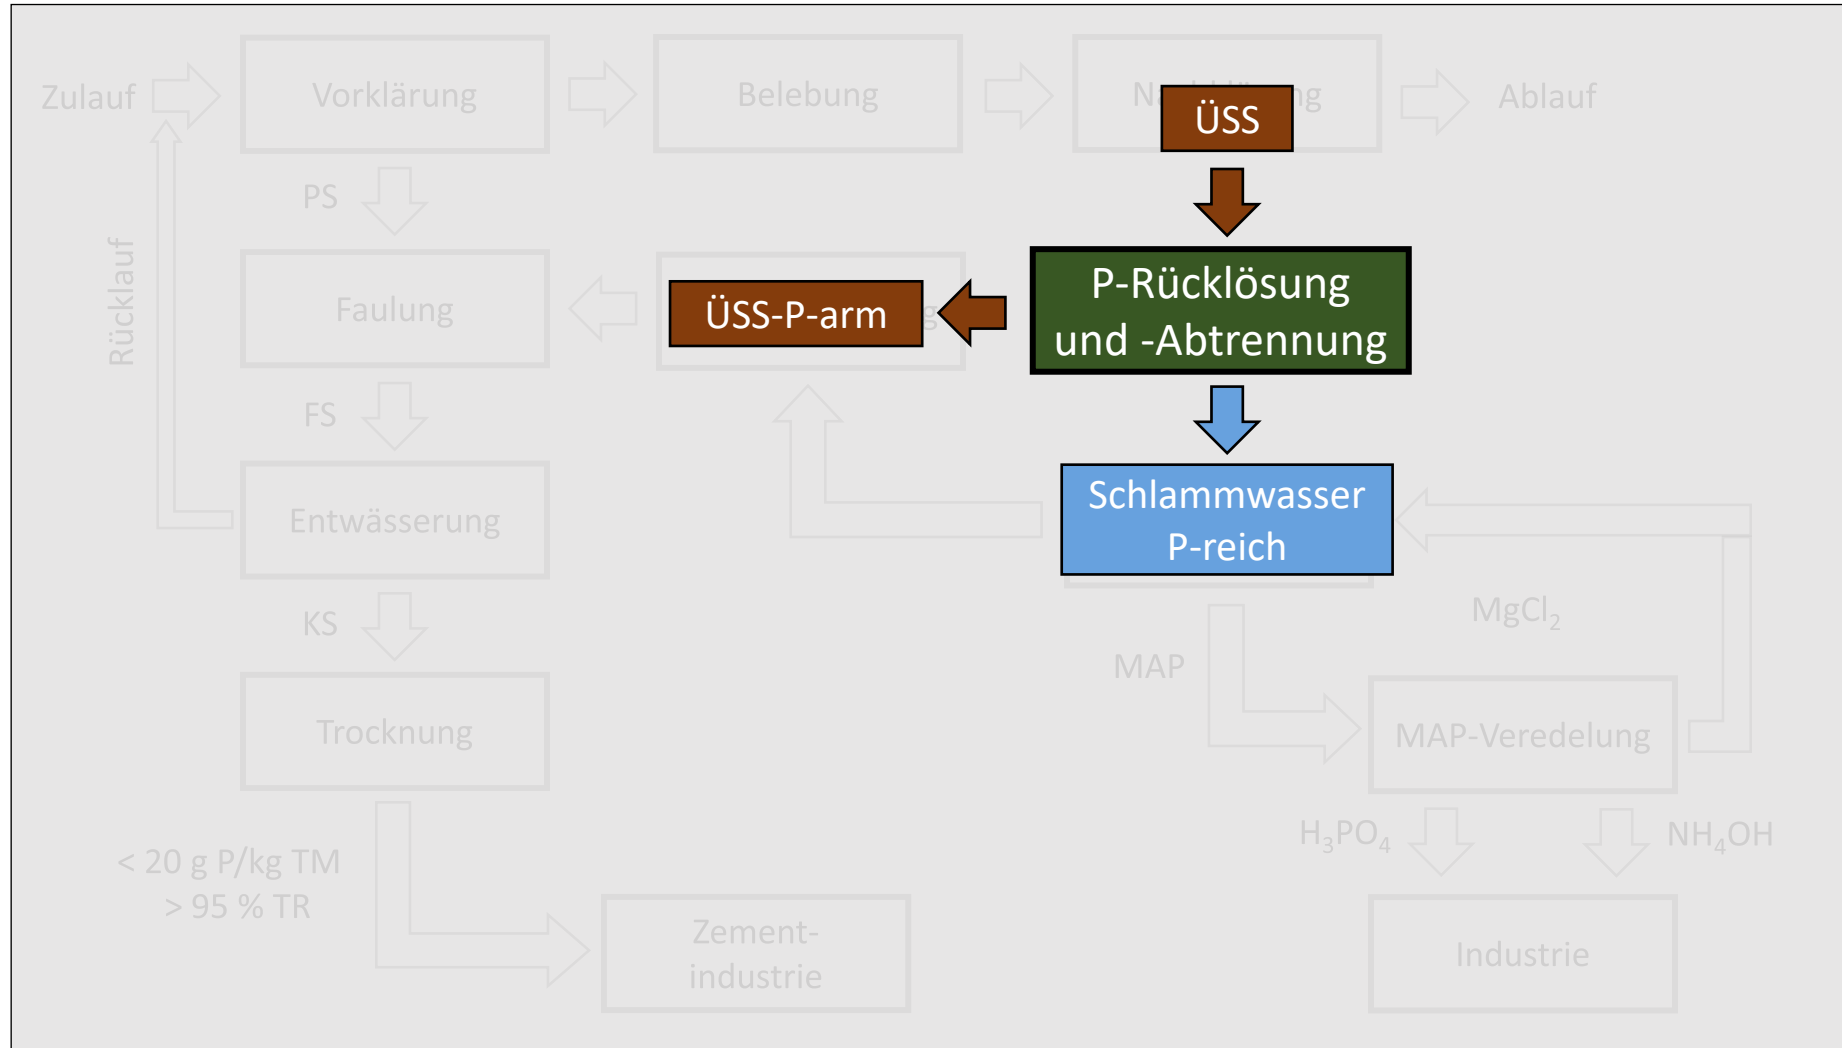 Zulauf
Vorklärung
Belebung
ÜSS
Ablauf
PS
Rücklauf
Faulung
ÜSS-P-arm
P-Rücklösung
und -Abtrennung
FS
Entwässerung
Schlammwasser
P-reich
KS
MgCl₂
MAP
Trocknung
MAP-Veredelung
H₃PO₄
NH₄OH
< 20 g P/kg TM
> 95 % TR
Zement-
industrie
Industrie